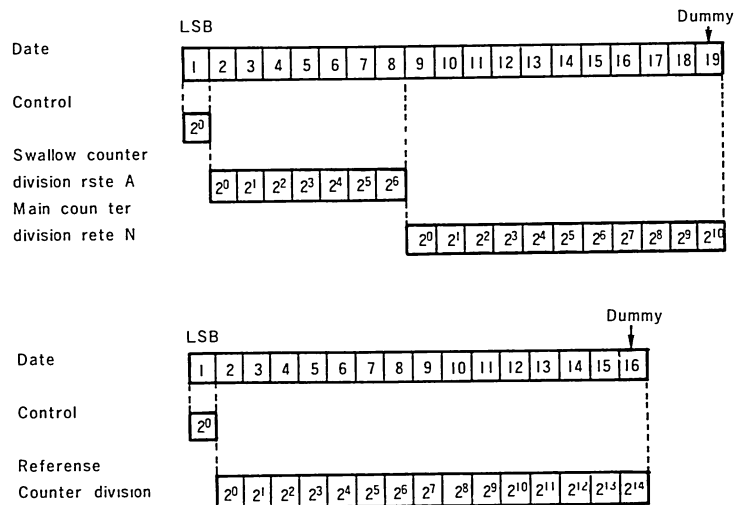 Dummy
LSB
Date 1 2 3 4 5 6 7 8 9 10 11 12 13 14 15 16 17 18 19
Control
2⁰
Swallow counter
division rste A 2⁰ 2¹ 2² 2³ 2⁴ 2⁵ 2⁶
Main coun ter
division rete N 2⁰ 2¹ 2² 2³ 2⁴ 2⁵ 2⁶ 2⁷ 2⁸ 2⁹ 2¹⁰
Dummy
LSB
Date 1 2 3 4 5 6 7 8 9 10 11 12 13 14 15 16
Control
2⁰
Referense
Counter division 2⁰ 2¹ 2² 2³ 2⁴ 2⁵ 2⁶ 2⁷ 2⁸ 2⁹ 2¹⁰ 2¹¹ 2¹² 2¹³ 2¹⁴